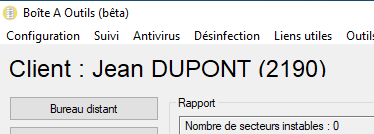 Boîte A Outils (bêta)
Configuration Suivi Antivirus Désinfection Liens utiles Outils
Client : Jean DUPONT (2190)
Bureau distant
Rapport
Nombre de secteurs instables : 0